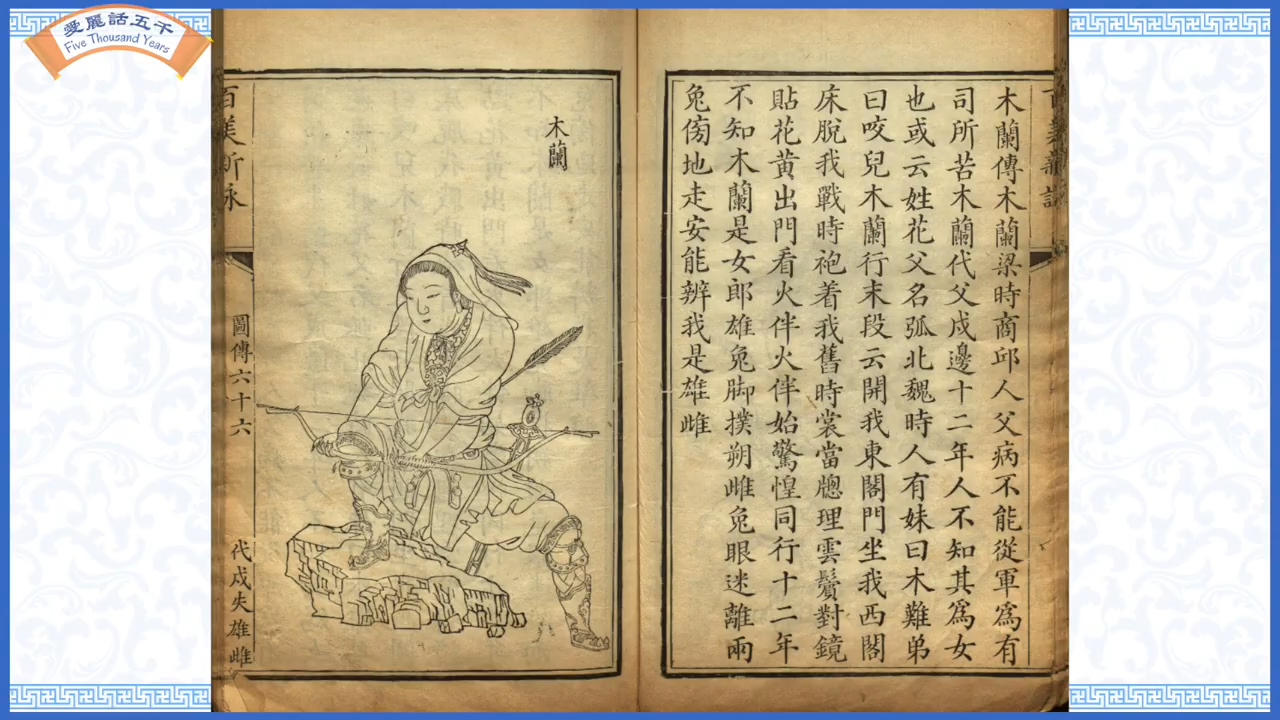 愛麗話五千
Five Thousand Years
木蘭傳木蘭梁時商邱人父病不能從軍爲有
司所苦木蘭代父戍邊十二年人不知其爲女
也或云姓花父名弧北魏時人有妹曰木難弟
曰咬兒木蘭行末段云開我東閣門坐我西閣
床脫我戰時袍着我舊時裳當牕理雲鬢對鏡
貼花黃出門看火伴火伴始驚惶同行十二年
不知木蘭是女郎雄兔脚撲朔雌兔眼迷離兩
兔傍地走安能辨我是雄雌
木蘭
百美新詠
圖傳六十六
代戍失雄雌